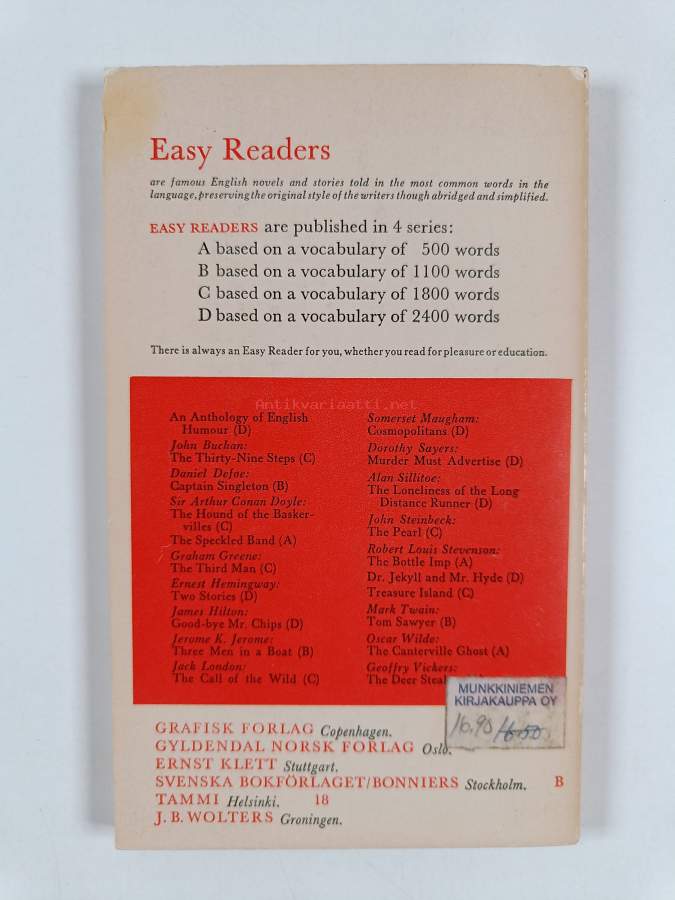 Easy Readers
are famous English novels and stories told in the most common words in the
language, preserving the original style of the writers though abridged and simplified.
EASY READERS are published in 4 series:
A based on a vocabulary of 500 words
B based on a vocabulary of 1100 words
C based on a vocabulary of 1800 words
D based on a vocabulary of 2400 words
There is always an Easy Reader for you, whether you read for pleasure or education.
Antikvariaatti.net
An Anthology of English
Humour (D)
John Buchan:
The Thirty-Nine Steps (C)
Daniel Defoe:
Captain Singleton (B)
Sir Arthur Conan Doyle:
The Hound of the Basker-
villes (C)
The Speckled Band (A)
Graham Greene:
The Third Man (C)
Ernest Hemingway:
Two Stories (D)
James Hilton:
Good-bye Mr. Chips (D)
Jerome K. Jerome:
Three Men in a Boat (B)
Jack London:
The Call of the Wild (C)
Somerset Maugham:
Cosmopolitans (D)
Dorothy Sayers:
Murder Must Advertise (D)
Alan Sillitoe:
The Loneliness of the Long
Distance Runner (D)
John Steinbeck:
The Pearl (C)
Robert Louis Stevenson:
The Bottle Imp (A)
Dr. Jekyll and Mr. Hyde (D)
Treasure Island (C)
Mark Twain:
Tom Sawyer (B)
Oscar Wilde:
The Canterville Ghost (A)
Geoffry Vickers:
The Deer
MUNKKINIEMEN
KIRJAKAUPPA OY
16.90 16.50
GRAFISK FORLAG Copenhagen.
GYLDENDAL NORSK FORLAG Oslo.
ERNST KLETT Stuttgart.
SVENSKA BOKFÖRLAGET/BONNIERS Stockholm. B
TAMMI Helsinki. 18
J. B. WOLTERS Groningen.